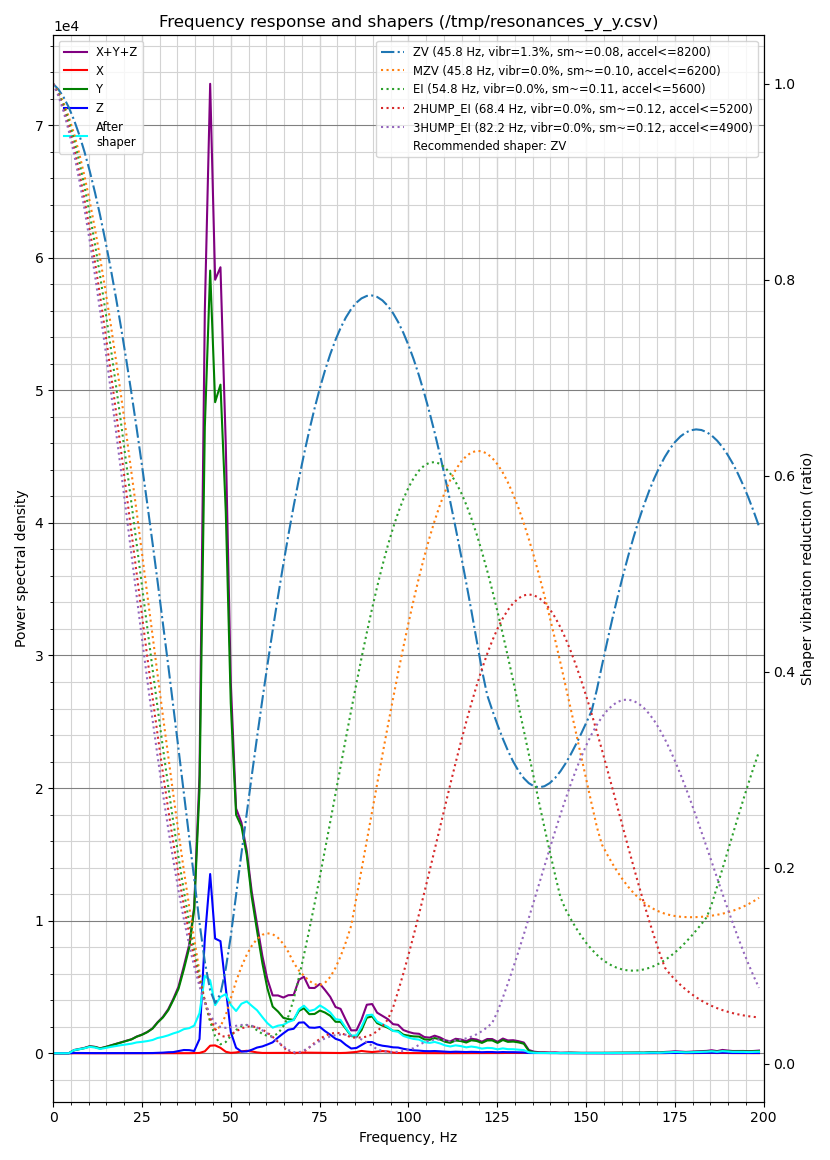 Frequency response and shapers (/tmp/resonances_y_y.csv)
1e4
X+Y+Z
X
Y
Z
After
shaper
ZV (45.8 Hz, vibr=1.3%, sm~=0.08, accel<=8200)
MZV (45.8 Hz, vibr=0.0%, sm~=0.10, accel<=6200)
EI (54.8 Hz, vibr=0.0%, sm~=0.11, accel<=5600)
2HUMP_EI (68.4 Hz, vibr=0.0%, sm~=0.12, accel<=5200)
3HUMP_EI (82.2 Hz, vibr=0.0%, sm~=0.12, accel<=4900)
Recommended shaper: ZV
7
6
5
4
3
2
1
0
Power spectral density
1.0
0.8
0.6
0.4
0.2
0.0
Shaper vibration reduction (ratio)
0 25 50 75 100 125 150 175 200
Frequency, Hz